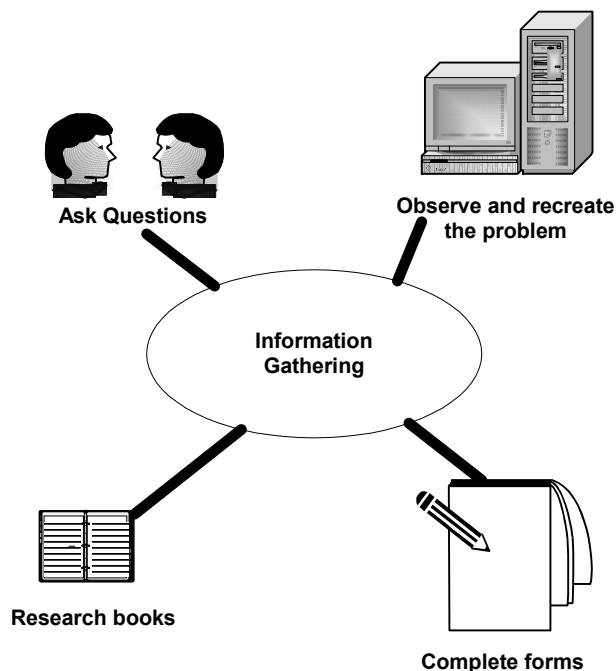 Ask Questions
Observe and recreate
the problem
Information
Gathering
Research books
Complete forms